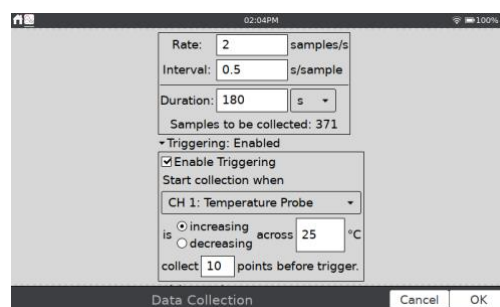 02:04PM 100%
Rate: 2 samples/s
Interval: 0.5 s/sample
Duration: 180 s
Samples to be collected: 371
Triggering: Enabled
Enable Triggering
Start collection when
CH 1: Temperature Probe
is increasing across 25 °C
decreasing
collect 10 points before trigger.
Data Collection Cancel OK